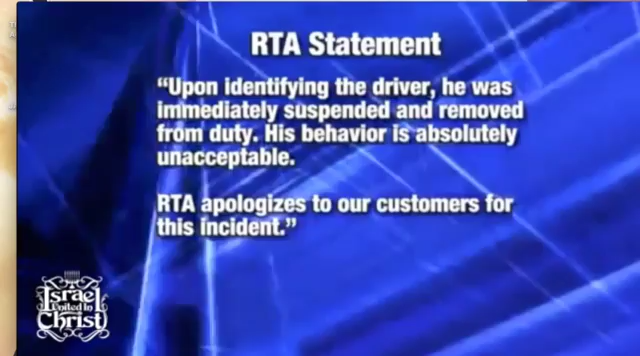 RTA Statement
“Upon identifying the driver, he was
immediately suspended and removed
from duty. His behavior is absolutely
unacceptable.
RTA apologizes to our customers for
this incident.”
Israel
United In
Christ